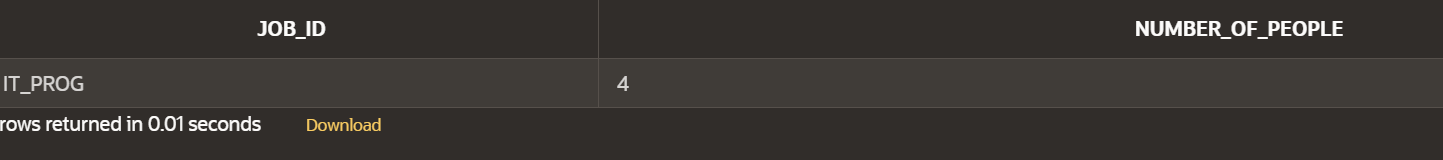 JOB_ID NUMBER_OF_PEOPLE
IT_PROG 4
rows returned in 0.01 seconds Download